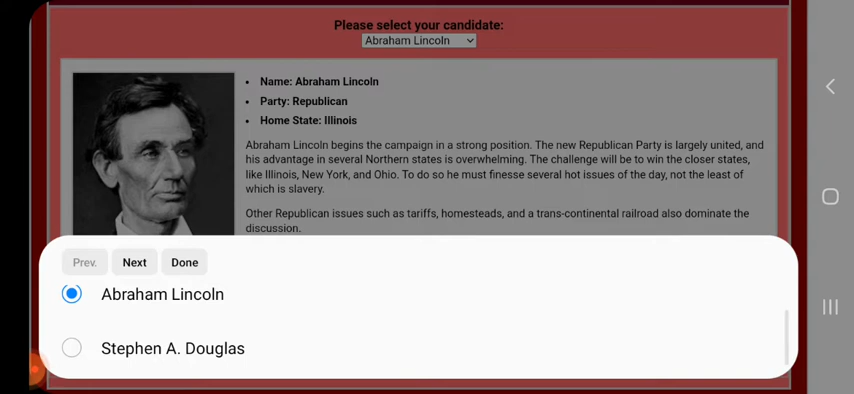 Please select your candidate:
Abraham Lincoln
• Name: Abraham Lincoln
• Party: Republican
• Home State: Illinois
Abraham Lincoln begins the campaign in a strong position. The new Republican Party is largely united, and
his advantage in several Northern states is overwhelming. The challenge will be to win the closer states,
like Illinois, New York, and Ohio. To do so he must finesse several hot issues of the day, not the least of
which is slavery.
Other Republican issues such as tariffs, homesteads, and a trans-continental railroad also dominate the
discussion.
Prev. Next Done
Abraham Lincoln
Stephen A. Douglas